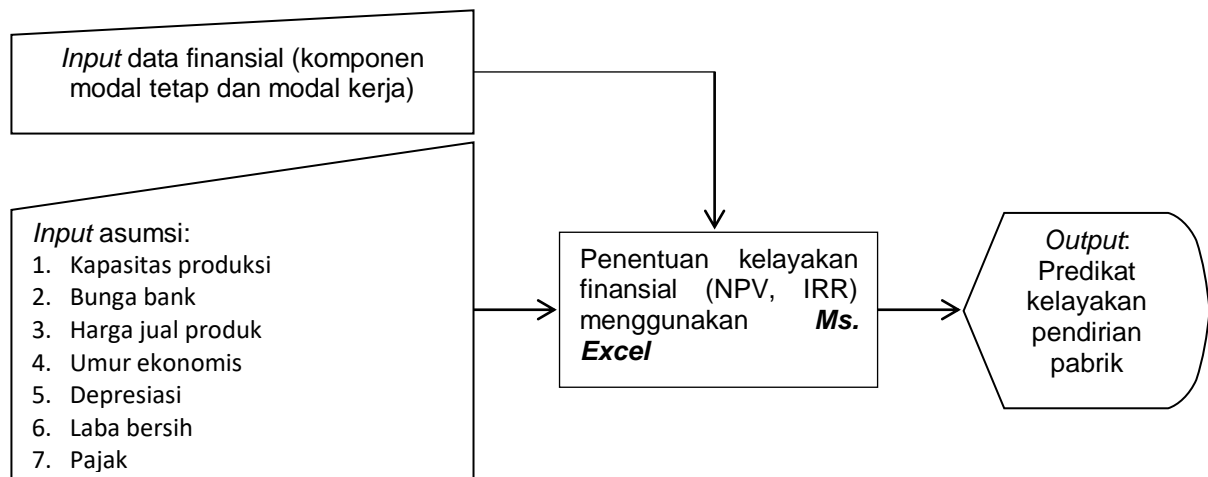 Input data finansial (komponen
modal tetap dan modal kerja)
Input asumsi:
1. Kapasitas produksi
2. Bunga bank
3. Harga jual produk
4. Umur ekonomis
5. Depresiasi
6. Laba bersih
7. Pajak
Penentuan kelayakan
finansial (NPV, IRR)
menggunakan Ms.
Excel
Output:
Predikat
kelayakan
pendirian
pabrik